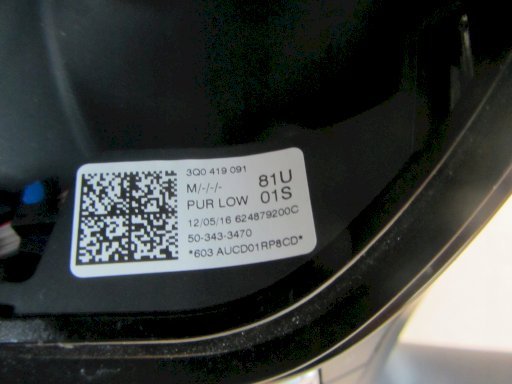 3Q0 419 091
M/-/-/- 81U
PUR LOW 01S
12/05/16 624879200C
50-343-3470
*603 AUCD01RP8CD*